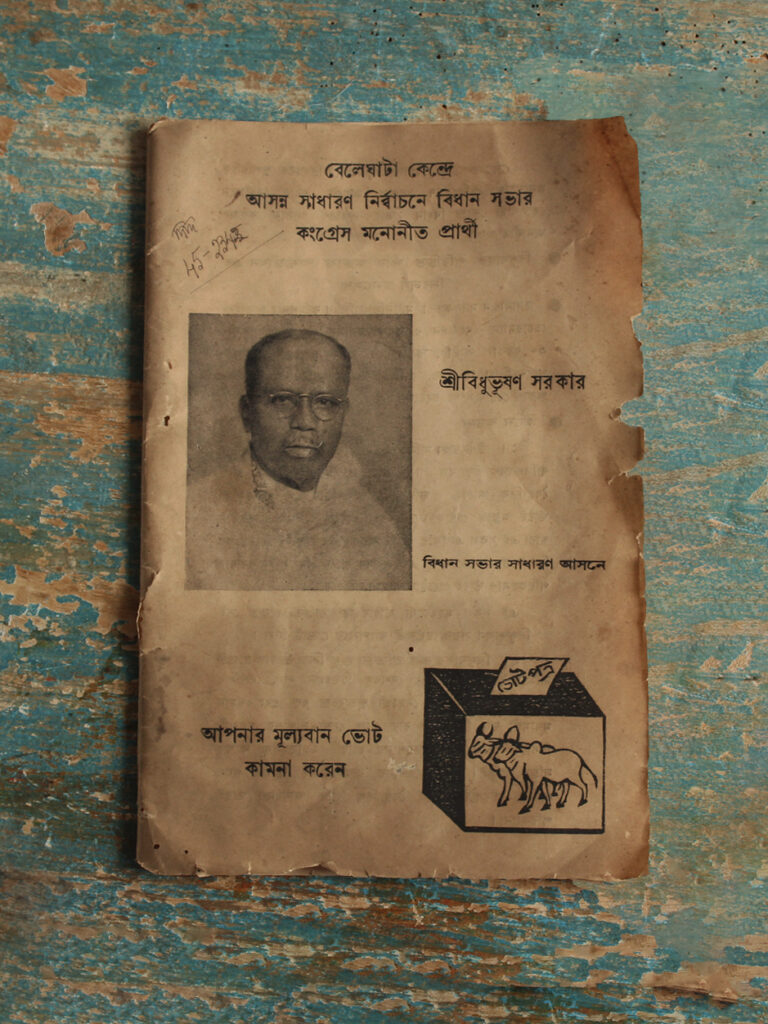 বেলেঘাটা কেন্দ্রে
আসন্ন সাধারণ নির্ব্বাচনে বিধান সভার
কংগ্রেস মনোনীত প্রার্থী
শ্রীবিধুভূষণ সরকার
বিধান সভার সাধারণ আসনে
ভোটপত্র
আপনার মূল্যবান ভোট
কামনা করেন